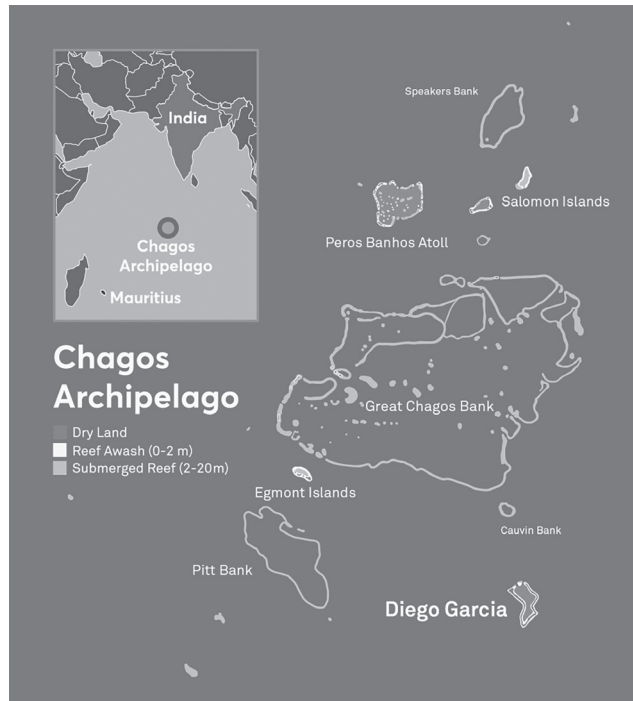 Speakers Bank
India
Salomon Islands
Peros Banhos Atoll
Chagos
Archipelago
Mauritius
Chagos
Archipelago
Great Chagos Bank
Dry Land
Reef Awash (0-2 m)
Submerged Reef (2-20m)
Egmont Islands
Cauvin Bank
Pitt Bank
Diego Garcia